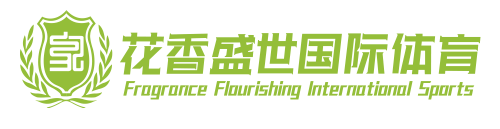 花香盛世国际体育
Fragrance Flourishing International Sports